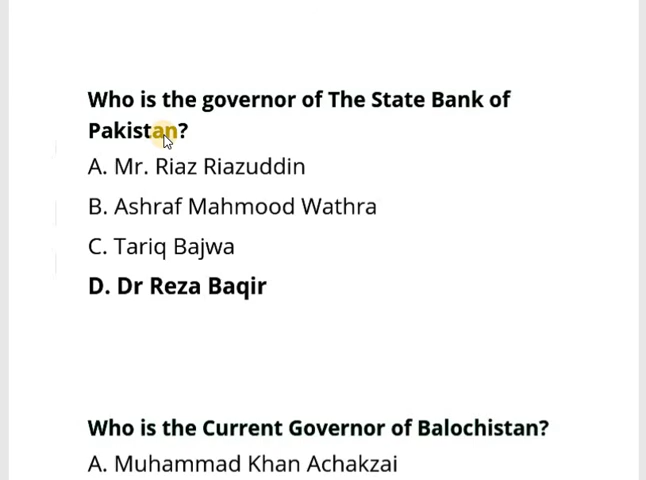 Who is the governor of The State Bank of
Pakistan?
A. Mr. Riaz Riazuddin
B. Ashraf Mahmood Wathra
C. Tariq Bajwa
D. Dr Reza Baqir
Who is the Current Governor of Balochistan?
A. Muhammad Khan Achakzai